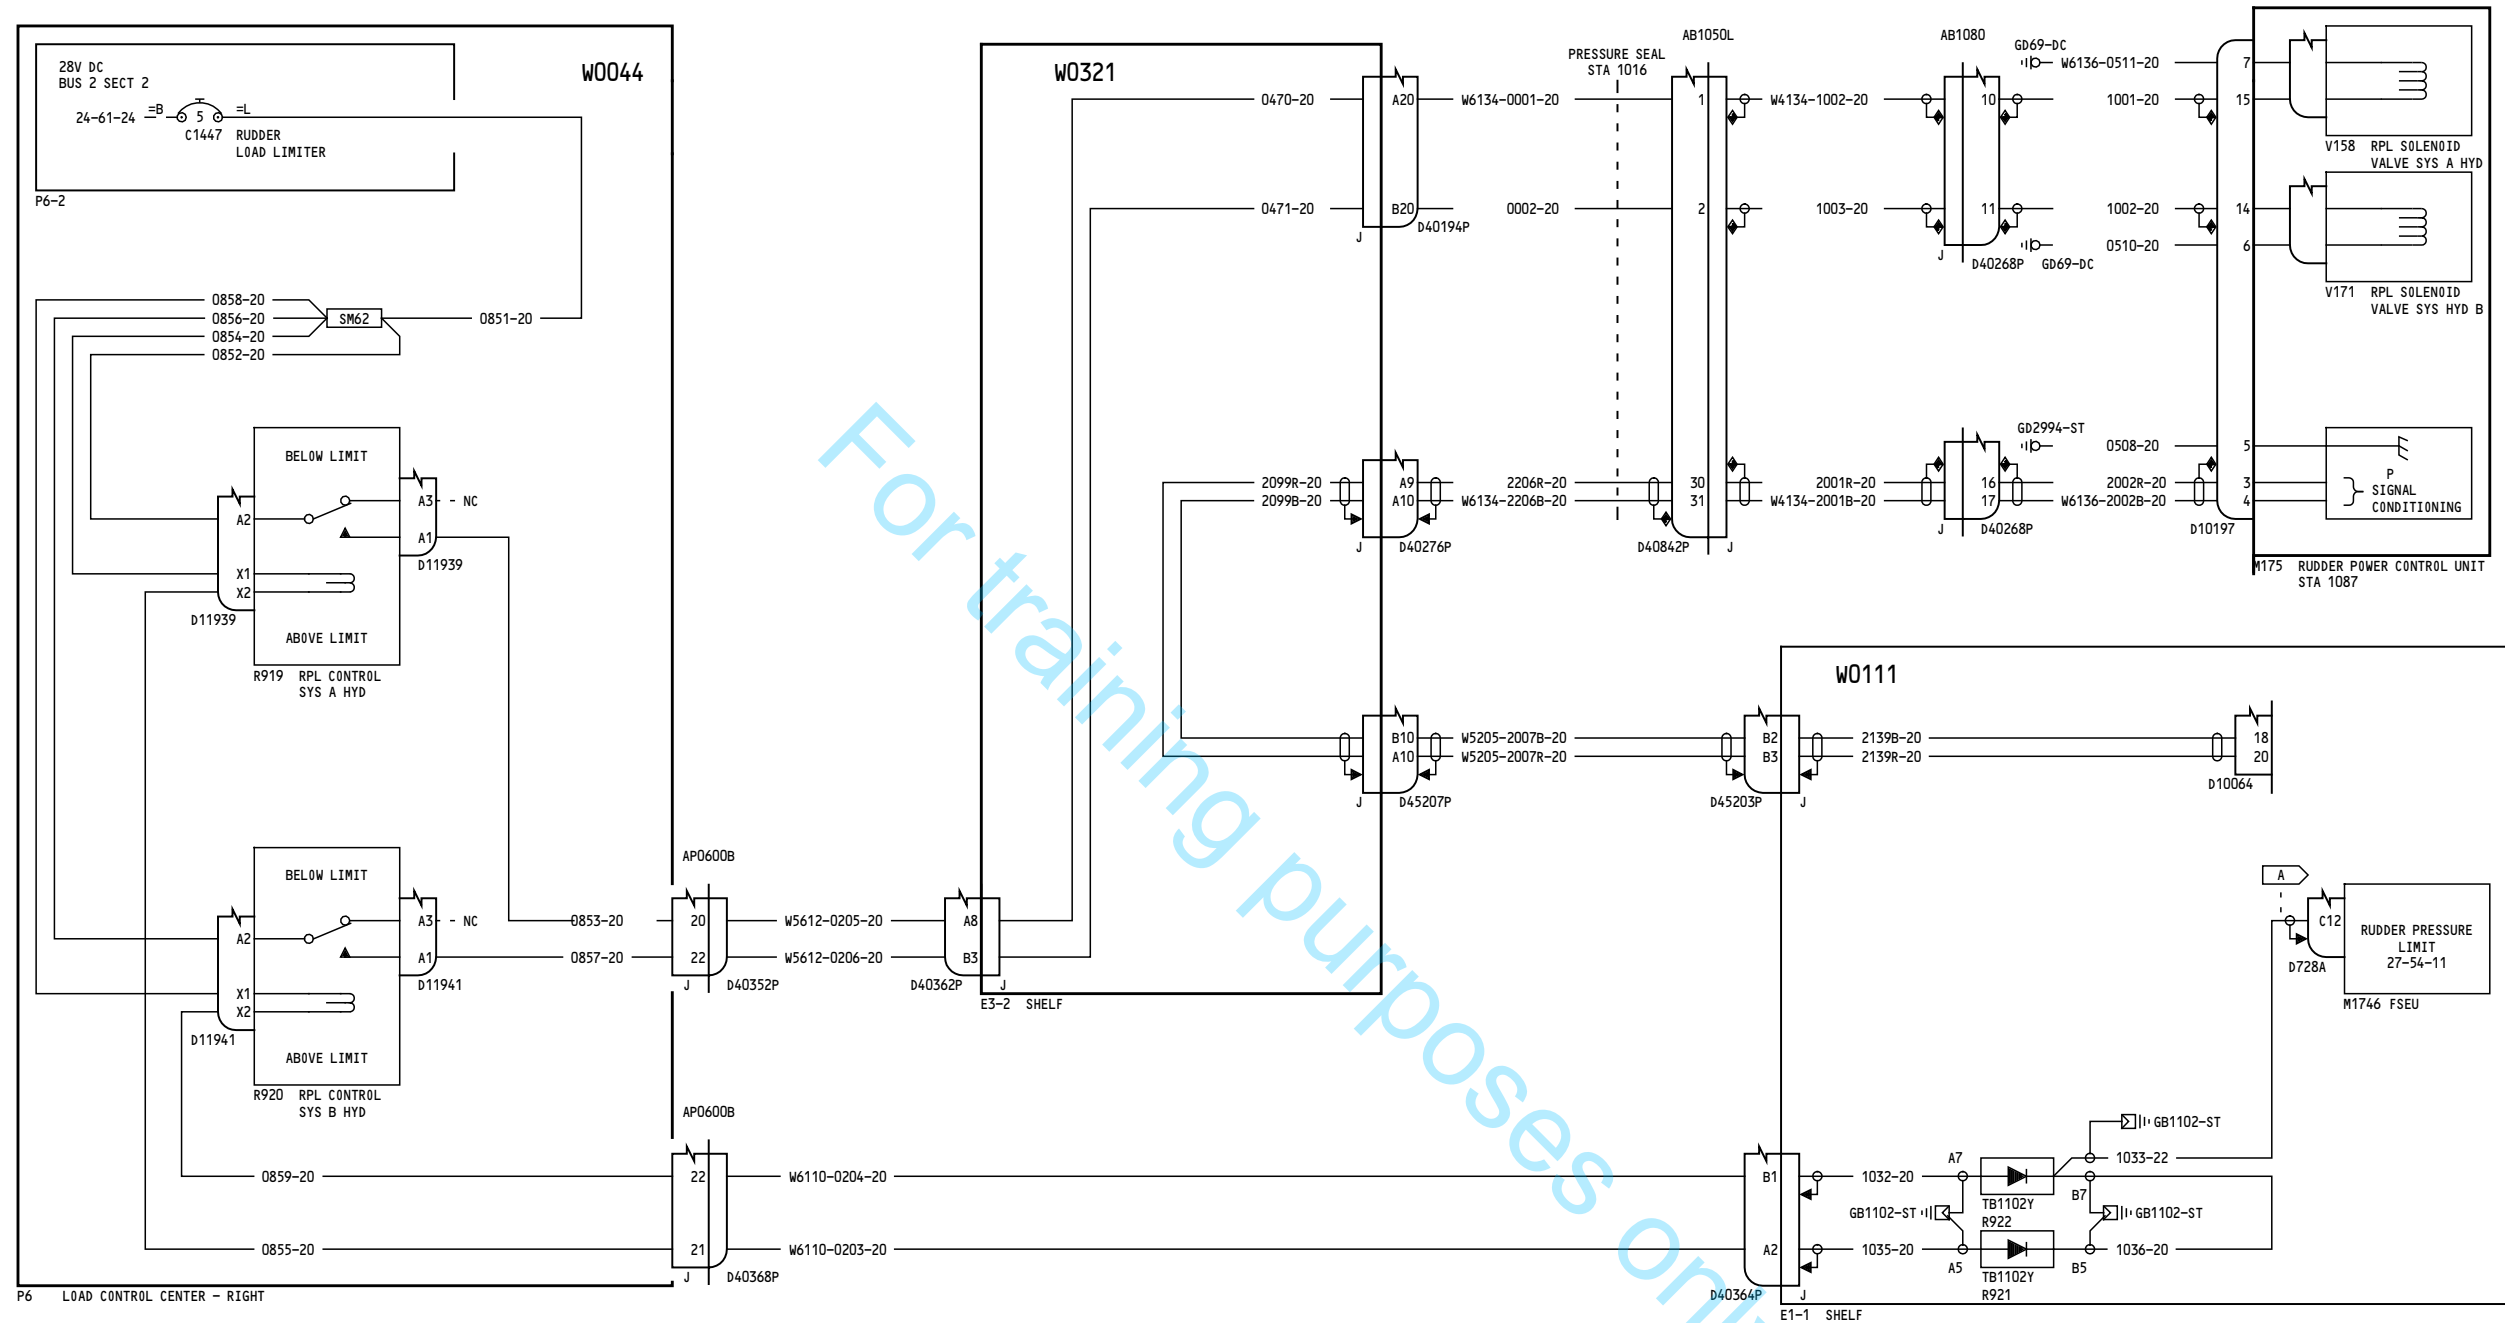 28V DC
BUS 2 SECT 2
24-61-24
=B
5
=L
C1447
RUDDER
LOAD LIMITER
P6-2
W0044
0858-20
0856-20
0854-20
0852-20
SM62
0851-20
BELOW LIMIT
A3
NC
A2
A1
D11939
X1
X2
D11939
ABOVE LIMIT
R919 RPL CONTROL
SYS A HYD
BELOW LIMIT
A3
NC
A2
A1
D11941
X1
X2
D11941
ABOVE LIMIT
R920 RPL CONTROL
SYS B HYD
0853-20
0857-20
0859-20
0855-20
P6 LOAD CONTROL CENTER - RIGHT
AP0600B
20
22
J
D40352P
W5612-0205-20
W5612-0206-20
AP0600B
22
21
J
D40368P
W6110-0204-20
W6110-0203-20
W0321
A8
B3
D40362P
J
E3-2 SHELF
0470-20
A20
W6134-0001-20
0471-20
B20
0002-20
J
D40194P
2099R-20
A9
2206R-20
2099B-20
A10
W6134-2206B-20
J
D40276P
B10
W5205-2007B-20
A10
W5205-2007R-20
J
D45207P
PRESSURE SEAL
STA 1016
AB1050L
1
W4134-1002-20
2
1003-20
30
2001R-20
31
W4134-2001B-20
D40842P
J
AB1080
10
11
J
D40268P
GD69-DC
W6136-0511-20
1001-20
1002-20
0510-20
GD69-DC
16
17
J
D40268P
GD2994-ST
0508-20
2002R-20
W6136-2002B-20
D10197
7
15
14
6
5
3
4
V158 RPL SOLENOID
VALVE SYS A HYD
V171 RPL SOLENOID
VALVE SYS HYD B
P
SIGNAL
CONDITIONING
M175 RUDDER POWER CONTROL UNIT
STA 1087
W0111
B2
2139B-20
18
B3
2139R-20
20
D45203P
J
D10064
A
C12
D728A
RUDDER PRESSURE
LIMIT
27-54-11
M1746 FSEU
GB1102-ST
1033-22
B1
1032-20
A7
TB1102Y
R922
B7
GB1102-ST
GB1102-ST
A2
1035-20
A5
TB1102Y
R921
B5
1036-20
D40364P
J
E1-1 SHELF
For training purposes only